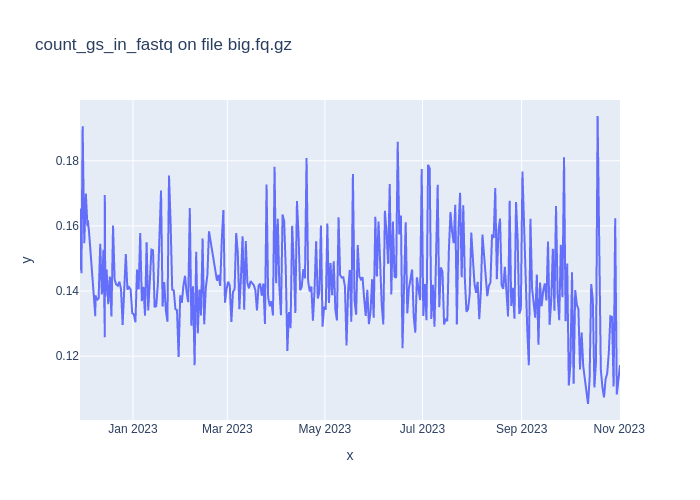 count_gs_in_fastq on file big.fq.gz
0.18
0.16
0.14
0.12
y
Jan 2023
Mar 2023
May 2023
Jul 2023
Sep 2023
Nov 2023
x